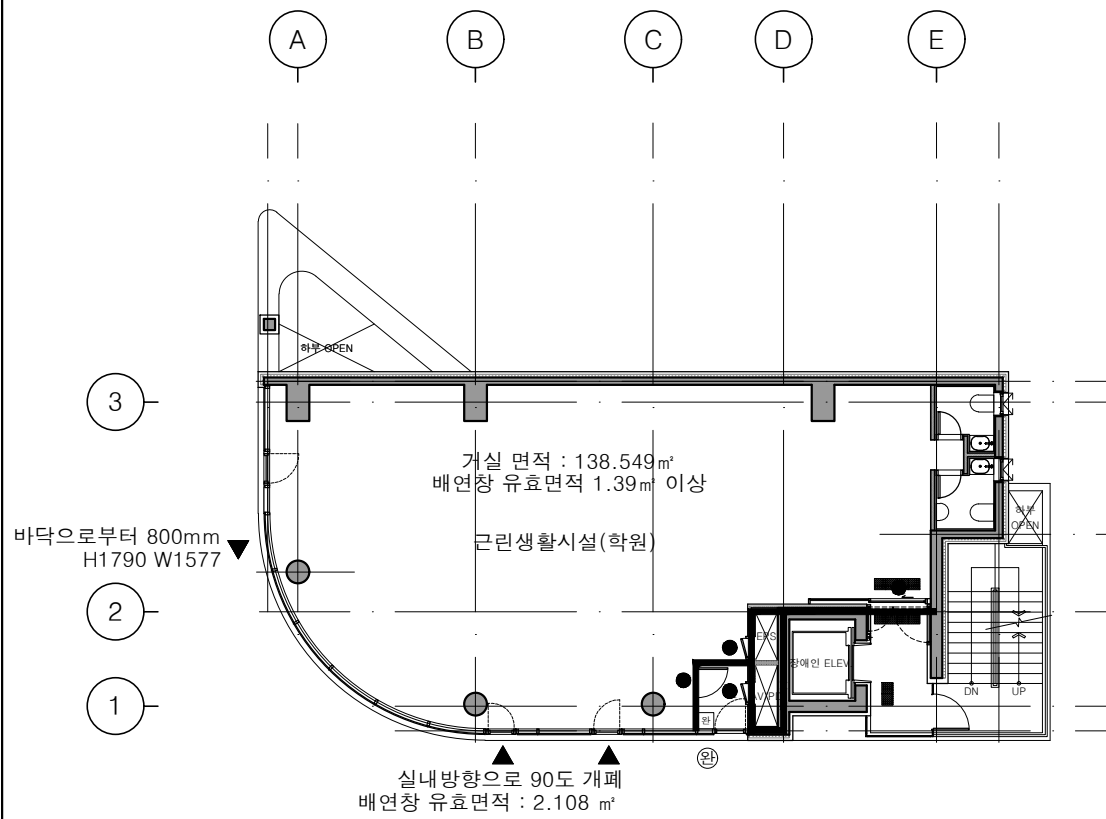 A B C D E
하부 OPEN
3
거실 면적 : 138.549㎡
배연창 유효면적 1.39㎡ 이상
하부
OPEN
바닥으로부터 800mm
H1790 W1577
근린생활시설(학원)
2
EPS
장애인 ELEV
DN UP
1
완
완
실내방향으로 90도 개폐
배연창 유효면적 : 2.108 ㎡